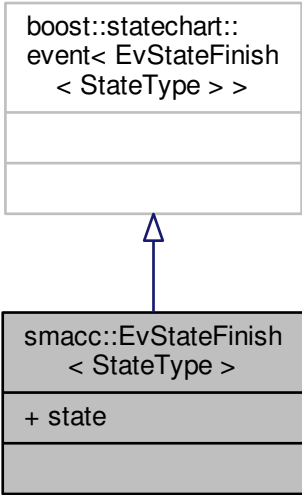 boost::statechart::
event< EvStateFinish
< StateType > >
smacc::EvStateFinish
< StateType >
+ state